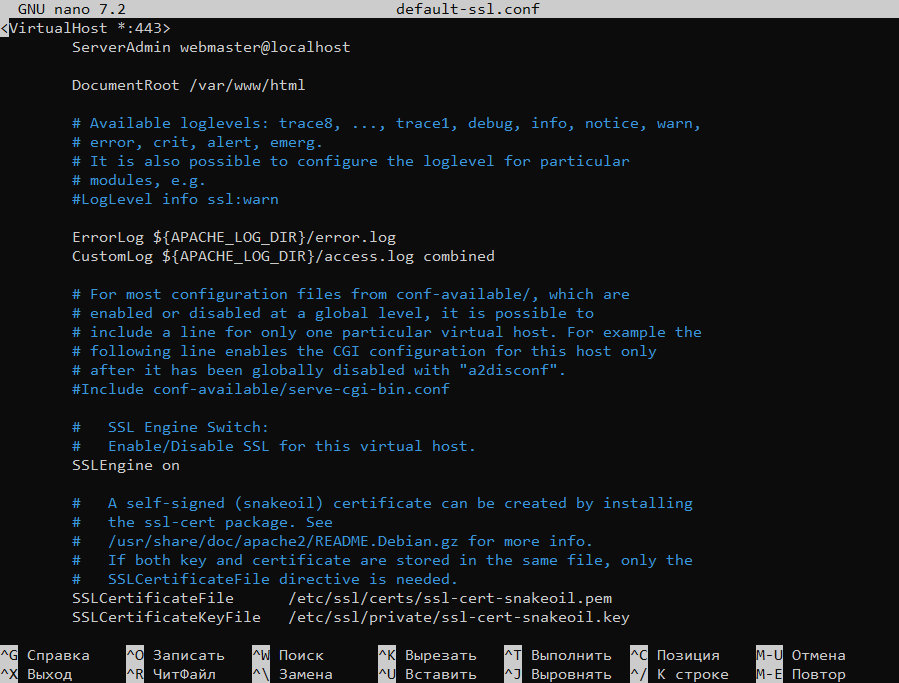 GNU nano 7.2 default-ssl.conf
<VirtualHost *:443>
ServerAdmin webmaster@localhost
DocumentRoot /var/www/html
# Available loglevels: trace8, ..., trace1, debug, info, notice, warn,
# error, crit, alert, emerg.
# It is also possible to configure the loglevel for particular
# modules, e.g.
#LogLevel info ssl:warn
ErrorLog ${APACHE_LOG_DIR}/error.log
CustomLog ${APACHE_LOG_DIR}/access.log combined
# For most configuration files from conf-available/, which are
# enabled or disabled at a global level, it is possible to
# include a line for only one particular virtual host. For example the
# following line enables the CGI configuration for this host only
# after it has been globally disabled with "a2disconf".
#Include conf-available/serve-cgi-bin.conf
#   SSL Engine Switch:
#   Enable/Disable SSL for this virtual host.
SSLEngine on
#   A self-signed (snakeoil) certificate can be created by installing
#   the ssl-cert package. See
#   /usr/share/doc/apache2/README.Debian.gz for more info.
#   If both key and certificate are stored in the same file, only the
#   SSLCertificateFile directive is needed.
SSLCertificateFile      /etc/ssl/certs/ssl-cert-snakeoil.pem
SSLCertificateKeyFile   /etc/ssl/private/ssl-cert-snakeoil.key
^G Справка ^O Записать ^W Поиск ^K Вырезать ^T Выполнить ^C Позиция M-U Отмена
^X Выход ^R ЧитФайл ^\ Замена ^U Вставить ^J Выровнять ^/ К строке M-E Повтор